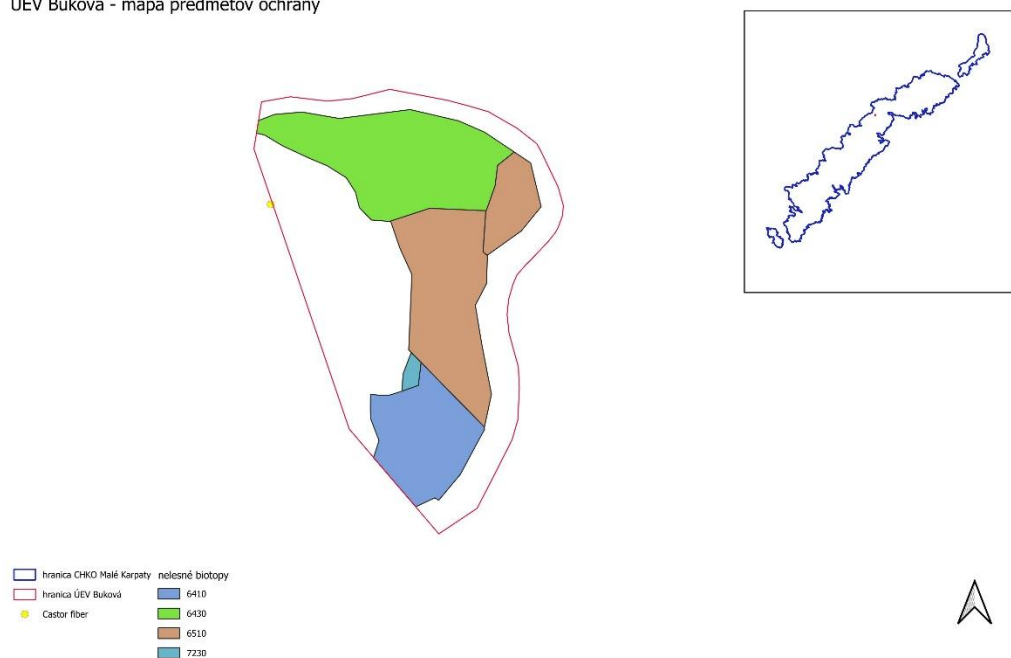 ÚEV Buková - mapa predmetov ochrany
hranica CHKO Malé Karpaty
hranica ÚEV Buková
Castor fiber
nelesné biotopy
6410
6430
6510
7230